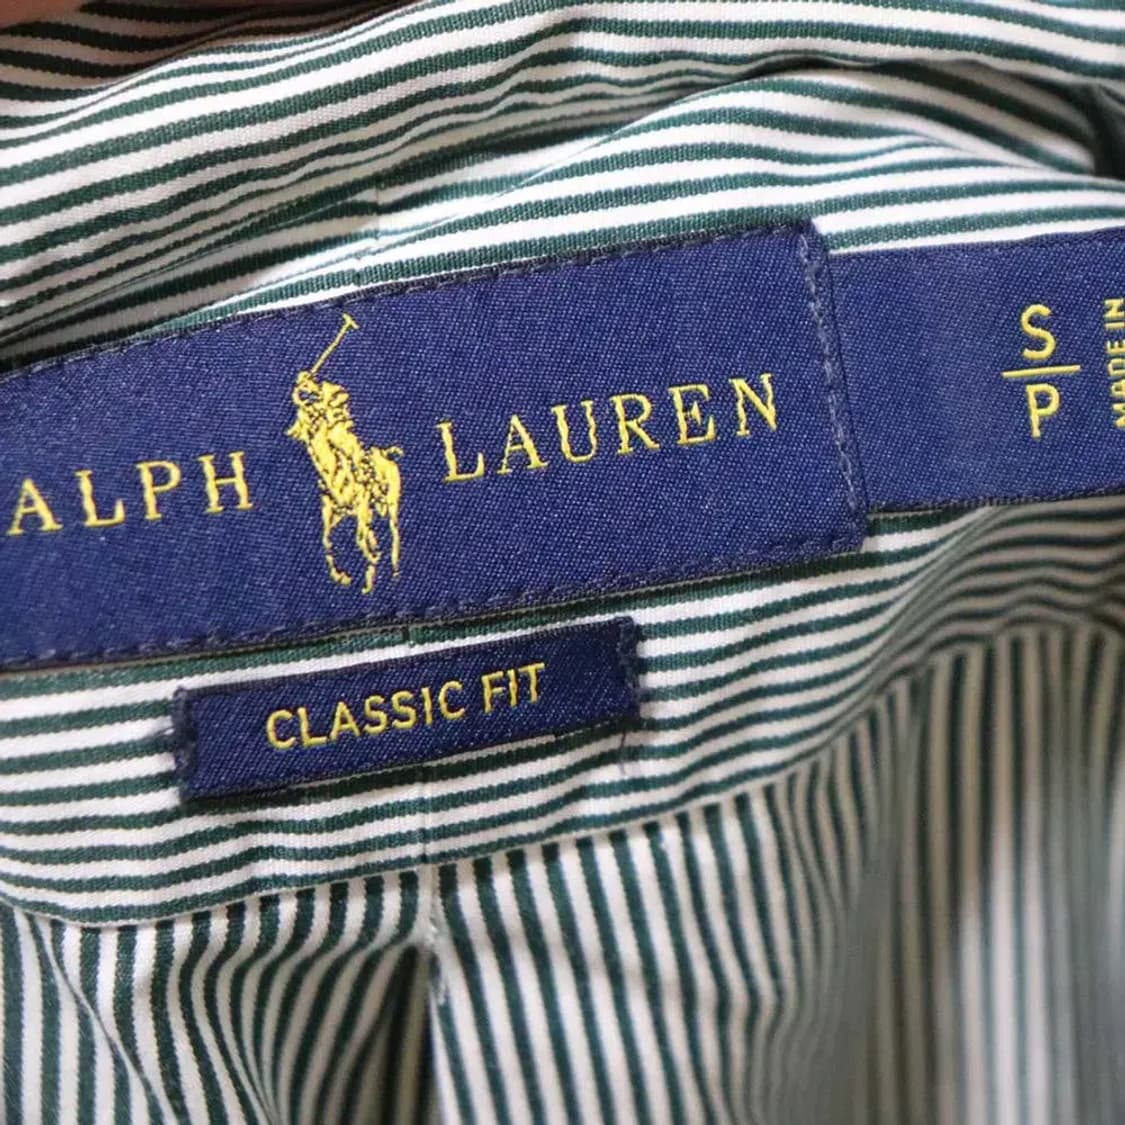 ALPH LAUREN
S
P
MADE IN
CLASSIC FIT